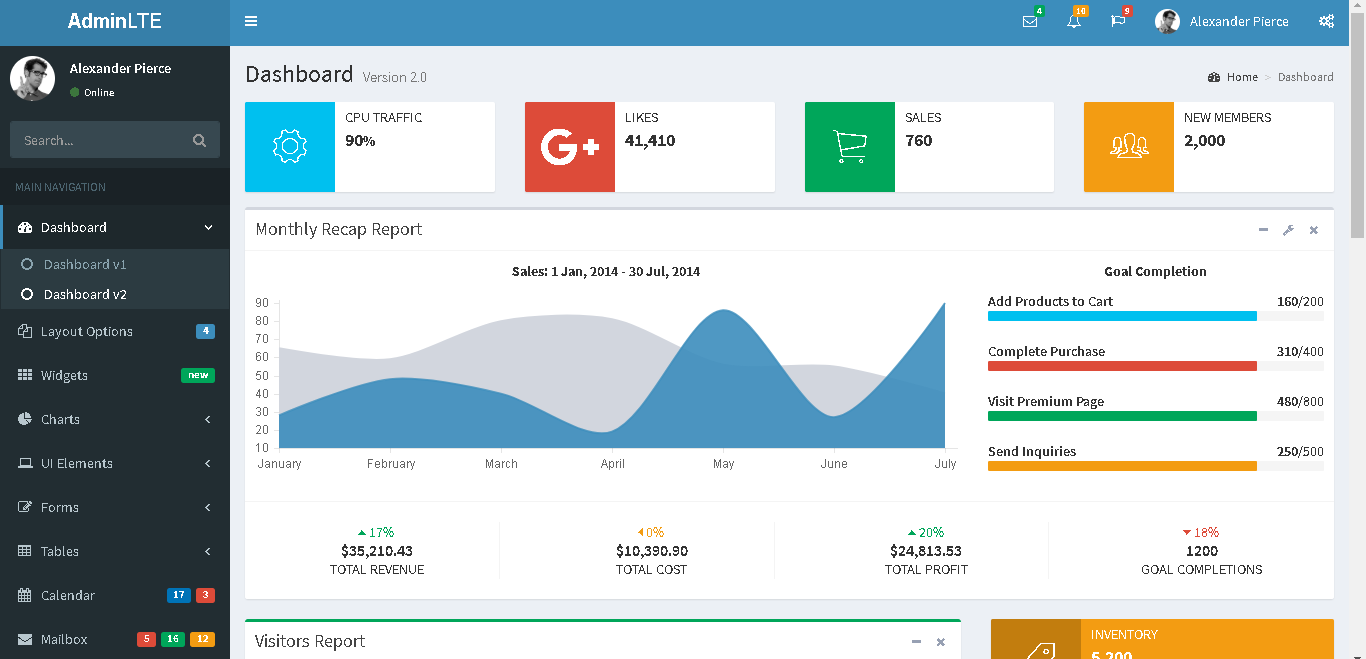 AdminLTE
4
10
9
Alexander Pierce
Alexander Pierce
Online
Search...
MAIN NAVIGATION
Dashboard
Dashboard v1
Dashboard v2
Layout Options 4
Widgets new
Charts
UI Elements
Forms
Tables
Calendar 17 3
Mailbox 5 16 12
Dashboard Version 2.0
Home > Dashboard
CPU TRAFFIC
90%
G+
LIKES
41,410
SALES
760
NEW MEMBERS
2,000
Monthly Recap Report
Sales: 1 Jan, 2014 - 30 Jul, 2014
90
80
70
60
50
40
30
20
10
January February March April May June July
Goal Completion
Add Products to Cart 160/200
Complete Purchase 310/400
Visit Premium Page 480/800
Send Inquiries 250/500
17%
$35,210.43
TOTAL REVENUE
0%
$10,390.90
TOTAL COST
20%
$24,813.53
TOTAL PROFIT
18%
1200
GOAL COMPLETIONS
Visitors Report
INVENTORY
5,200